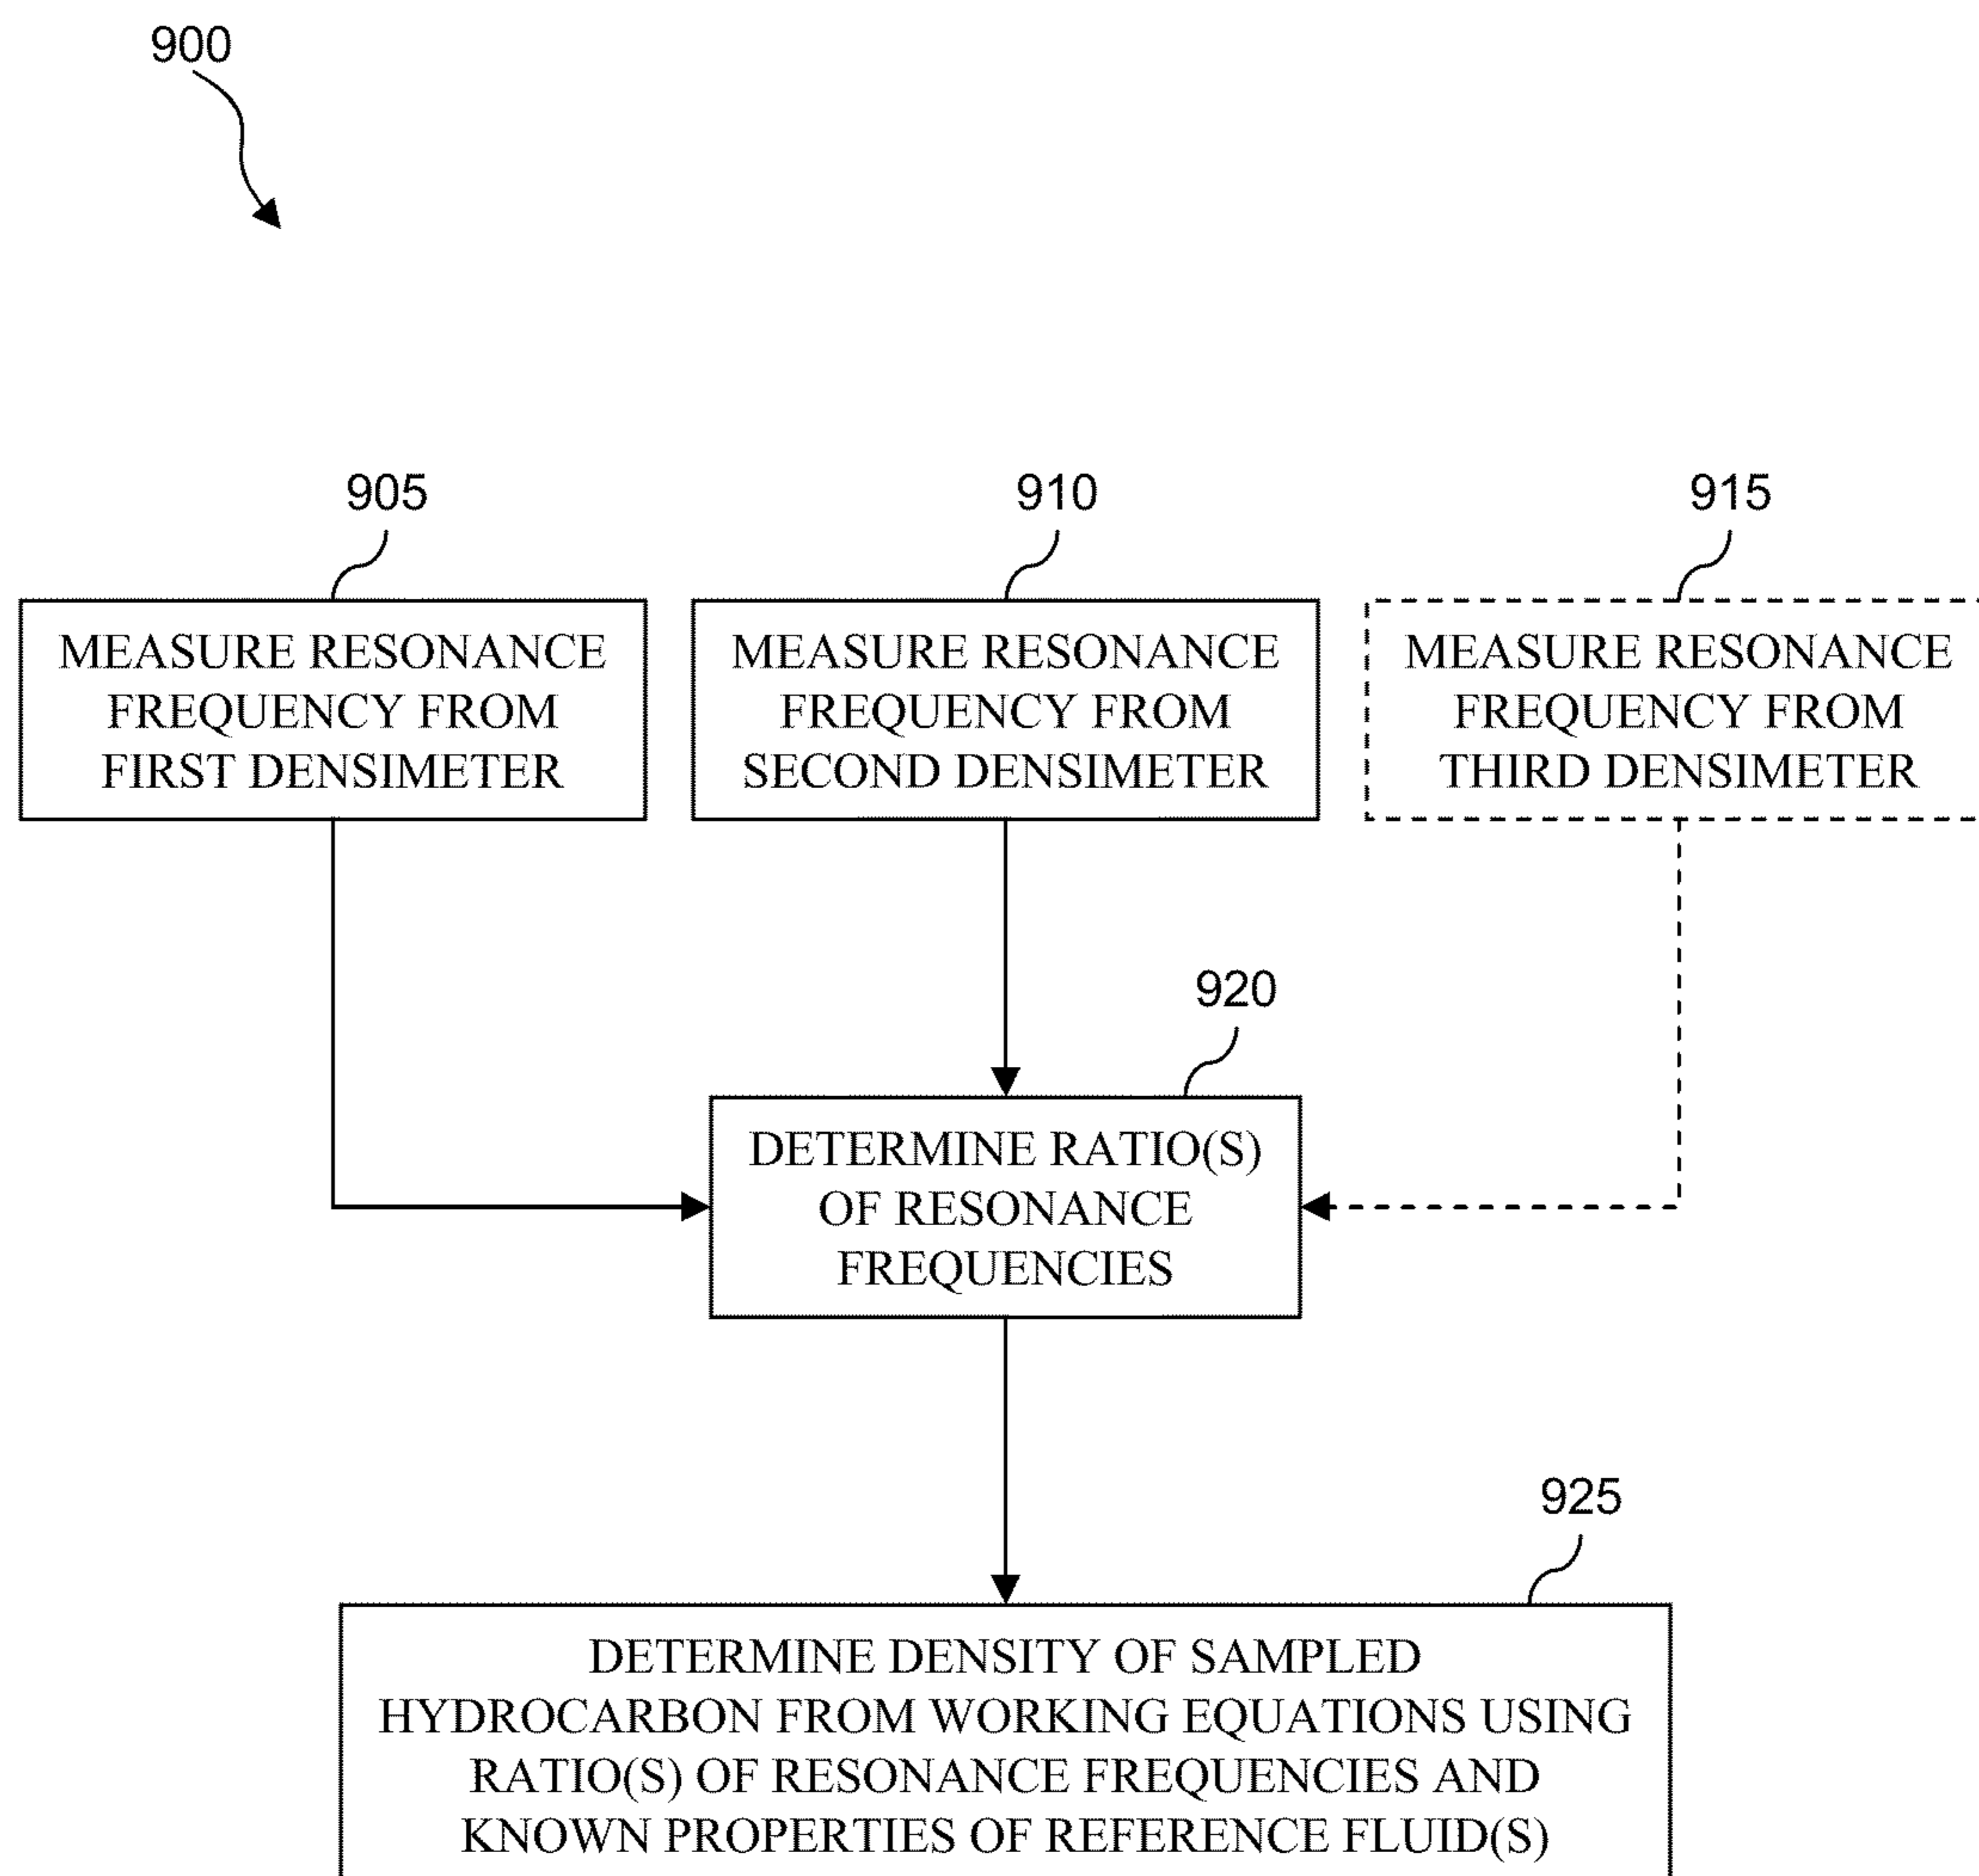 900
905
MEASURE RESONANCE
FREQUENCY FROM
FIRST DENSIMETER
910
MEASURE RESONANCE
FREQUENCY FROM
SECOND DENSIMETER
915
MEASURE RESONANCE
FREQUENCY FROM
THIRD DENSIMETER
920
DETERMINE RATIO(S)
OF RESONANCE
FREQUENCIES
925
DETERMINE DENSITY OF SAMPLED
HYDROCARBON FROM WORKING EQUATIONS USING
RATIO(S) OF RESONANCE FREQUENCIES AND
KNOWN PROPERTIES OF REFERENCE FLUID(S)